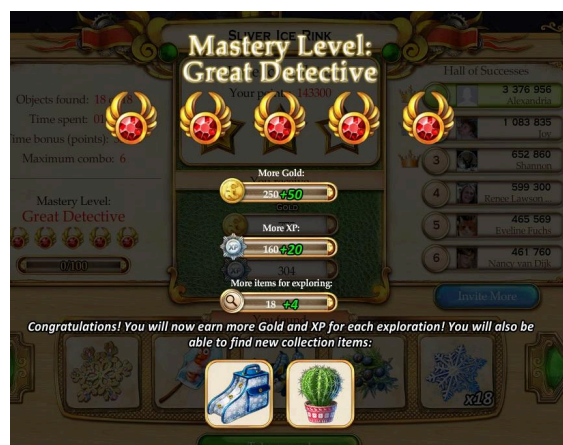 SLIVER ICE RINK
Mastery Level:
Great Detective
143300
Objects found: 18
Time spent:
Time bonus (points):
Maximum combo: 6
Mastery Level:
Great Detective
0/100
More Gold:
250 +50
More XP:
160 +20
304
More items for exploring:
18 +4
Hall of Successes
3 376 956
Alexandria
1 083 835
Joy
3
652 860
Shannon
4
599 300
Renee Lawson
5
465 569
Eveline Fuchs
6
461 760
Nancy van Dijk
Invite More
Congratulations! You will now earn more Gold and XP for each exploration! You will also be
able to find new collection items:
x18